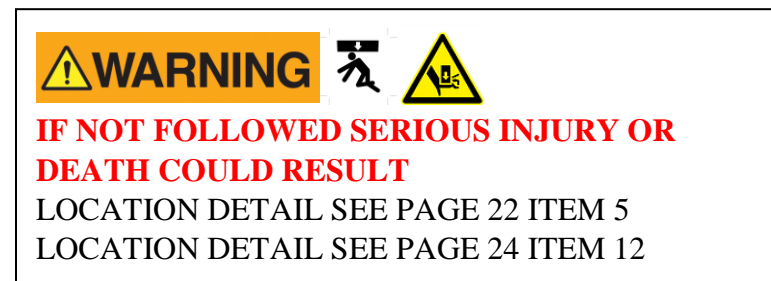 WARNING
IF NOT FOLLOWED SERIOUS INJURY OR
DEATH COULD RESULT
LOCATION DETAIL SEE PAGE 22 ITEM 5
LOCATION DETAIL SEE PAGE 24 ITEM 12